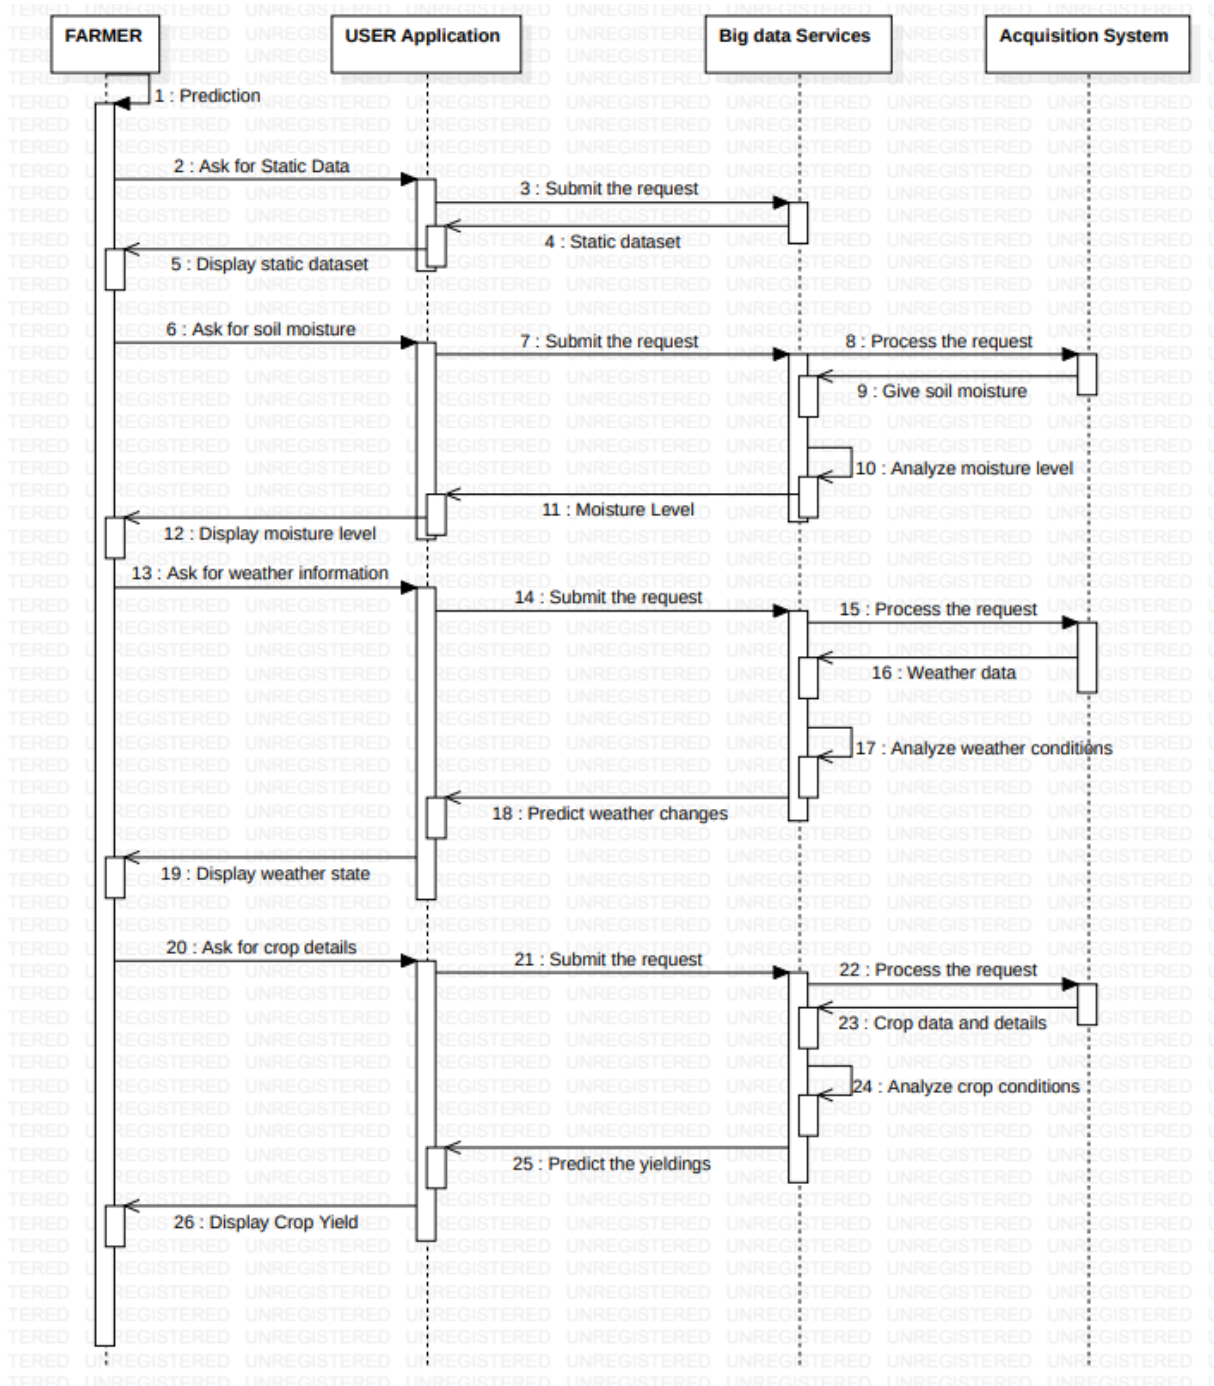 FARMER
USER Application
Big data Services
Acquisition System
1 : Prediction
2 : Ask for Static Data
3 : Submit the request
4 : Static dataset
5 : Display static dataset
6 : Ask for soil moisture
7 : Submit the request
8 : Process the request
9 : Give soil moisture
10 : Analyze moisture level
11 : Moisture Level
12 : Display moisture level
13 : Ask for weather information
14 : Submit the request
15 : Process the request
16 : Weather data
17 : Analyze weather conditions
18 : Predict weather changes
19 : Display weather state
20 : Ask for crop details
21 : Submit the request
22 : Process the request
23 : Crop data and details
24 : Analyze crop conditions
25 : Predict the yieldings
26 : Display Crop Yield
UNREGISTERED